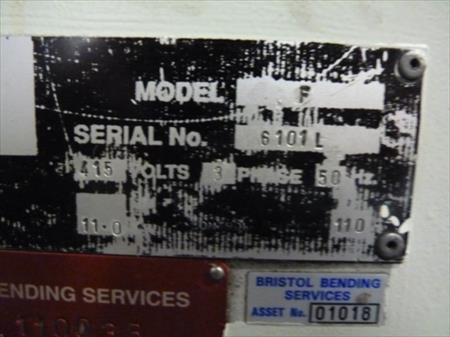 MODEL F
SERIAL No. 6101 L
415 VOLTS 3 PHASE 50 Hz.
11·0 110
BENDING SERVICES
BRISTOL BENDING
SERVICES
ASSET No. 01018